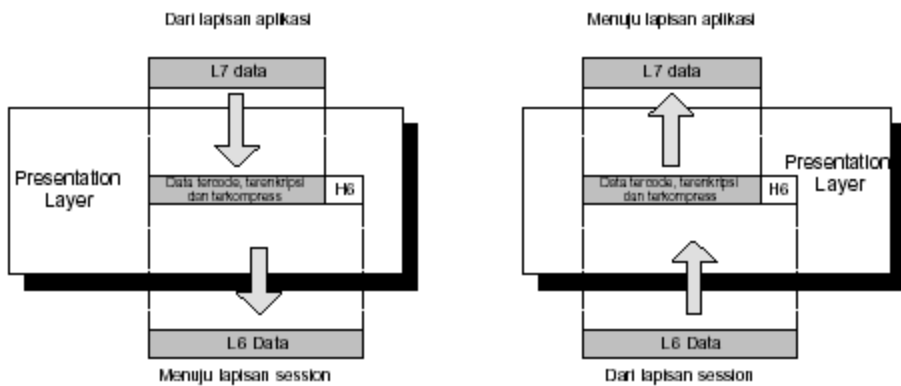 Dari lapisan aplikasi
L7 data
Presentation
Layer
Data tercode, terenkripsi
dan terkompress
H6
L6 Data
Menuju lapisan session
Menuju lapisan aplikasi
L7 data
Presentation
Layer
Data tercode, terenkripsi
dan terkompress
H6
L6 Data
Dari lapisan session